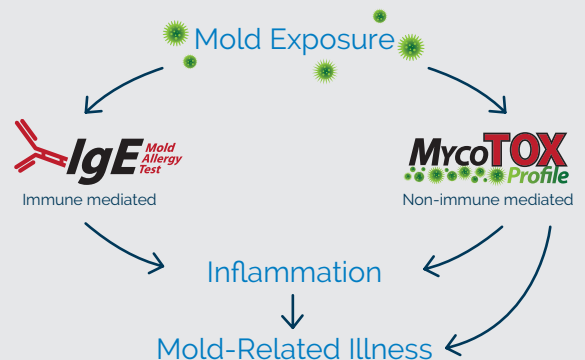 Mold Exposure
IgE Mold Allergy Test
MycoTOX Profile
Immune mediated
Non-immune mediated
Inflammation
Mold-Related Illness